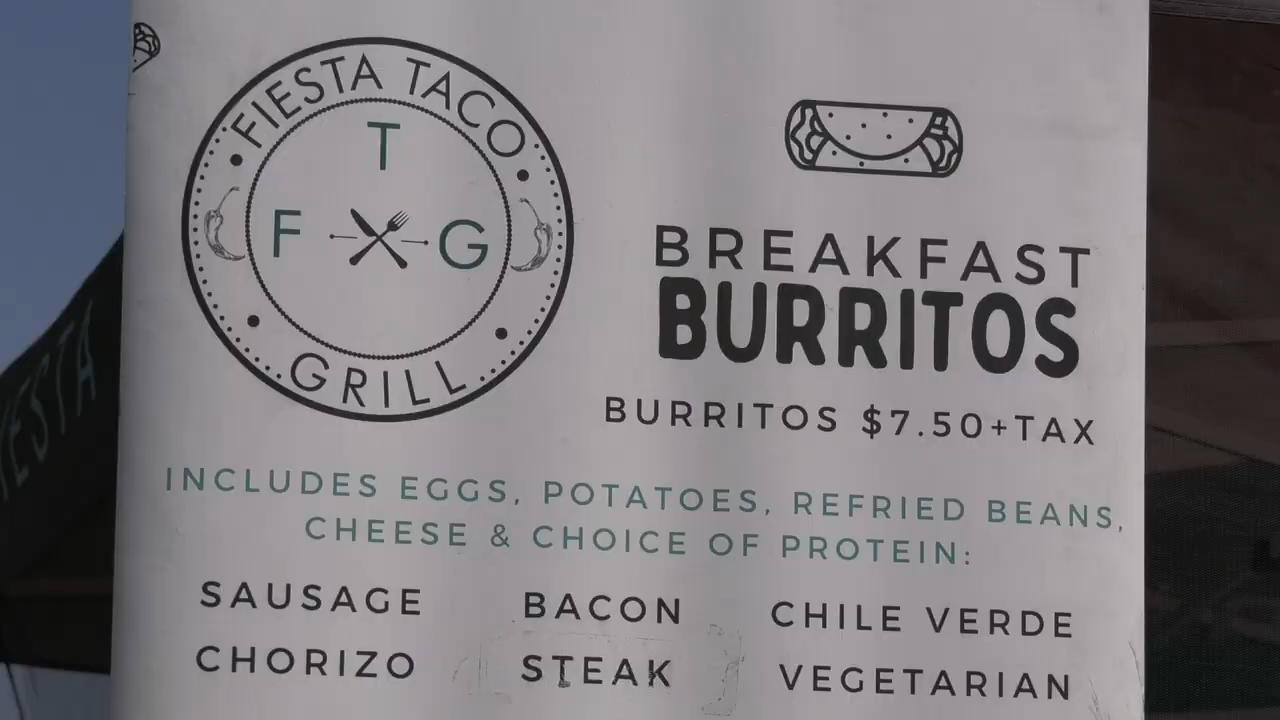 FIESTA TACO
T
F G
GRILL
BREAKFAST
BURRITOS
BURRITOS $7.50+TAX
INCLUDES EGGS, POTATOES, REFRIED BEANS,
CHEESE & CHOICE OF PROTEIN:
SAUSAGE BACON CHILE VERDE
CHORIZO STEAK VEGETARIAN